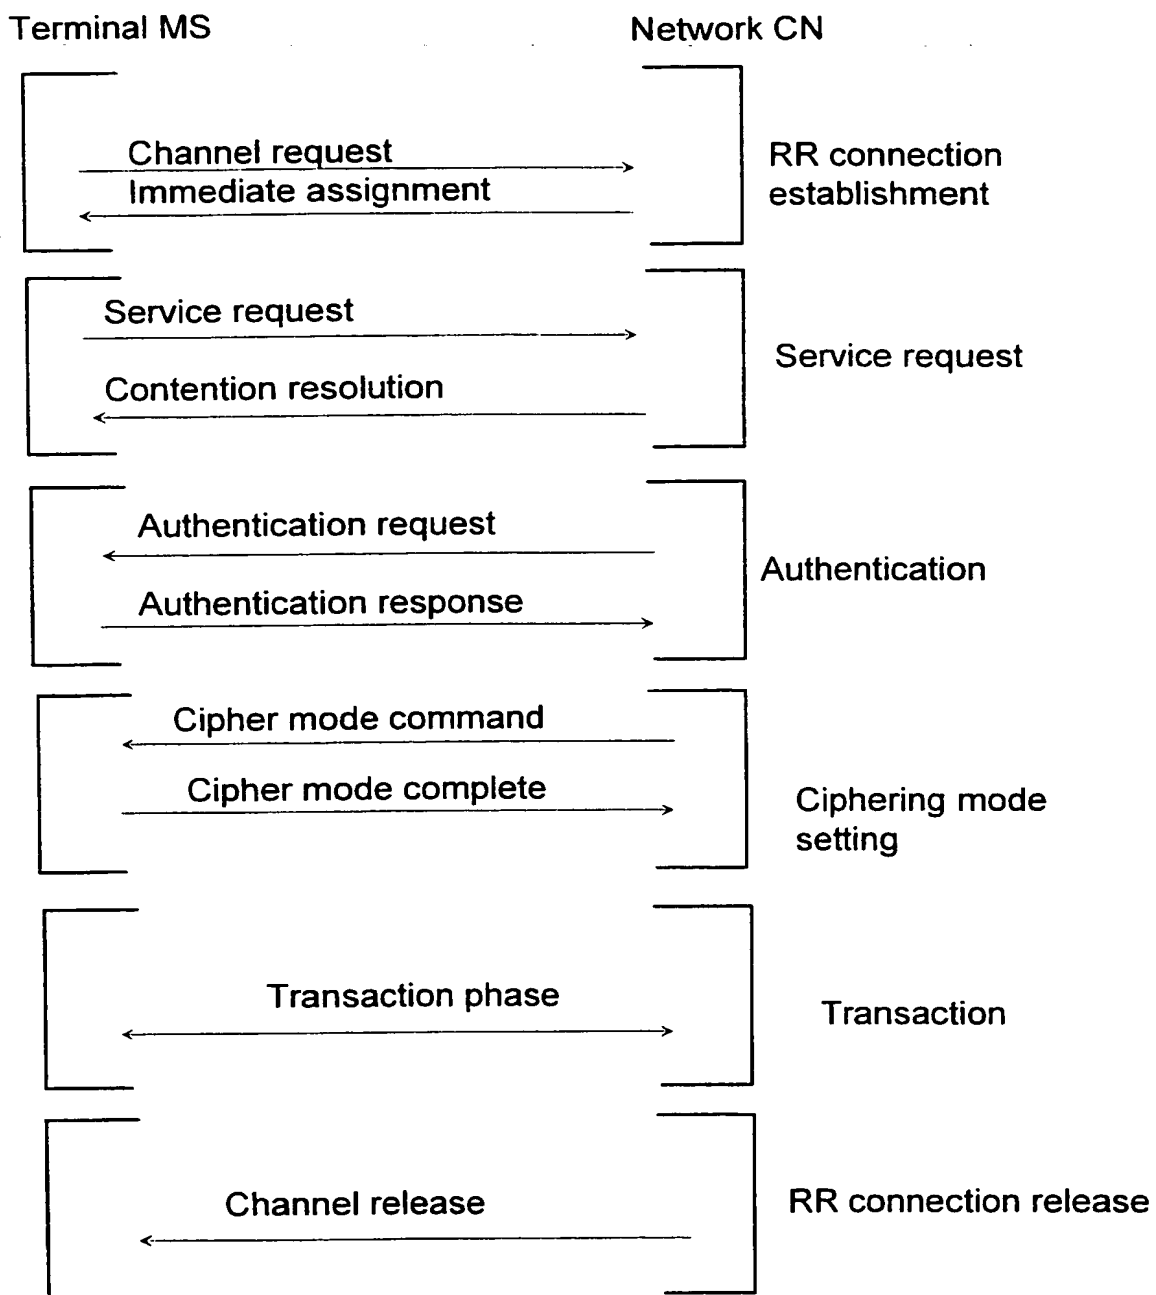 Terminal MS
Network CN
Channel request
Immediate assignment
RR connection
establishment
Service request
Contention resolution
Service request
Authentication request
Authentication response
Authentication
Cipher mode command
Cipher mode complete
Ciphering mode
setting
Transaction phase
Transaction
Channel release
RR connection release